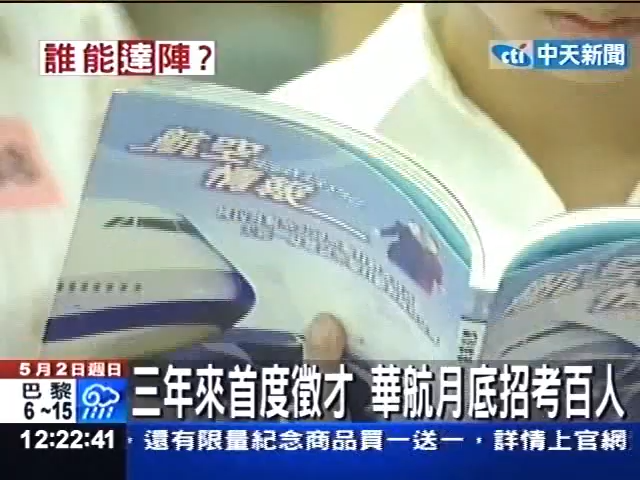 誰能達陣?
cti 中天新聞
航空
5月2日週日
巴黎
6~15
三年來首度徵才 華航月底招考百人
12:22:41 , 還有限量紀念商品買一送一,詳情上官網